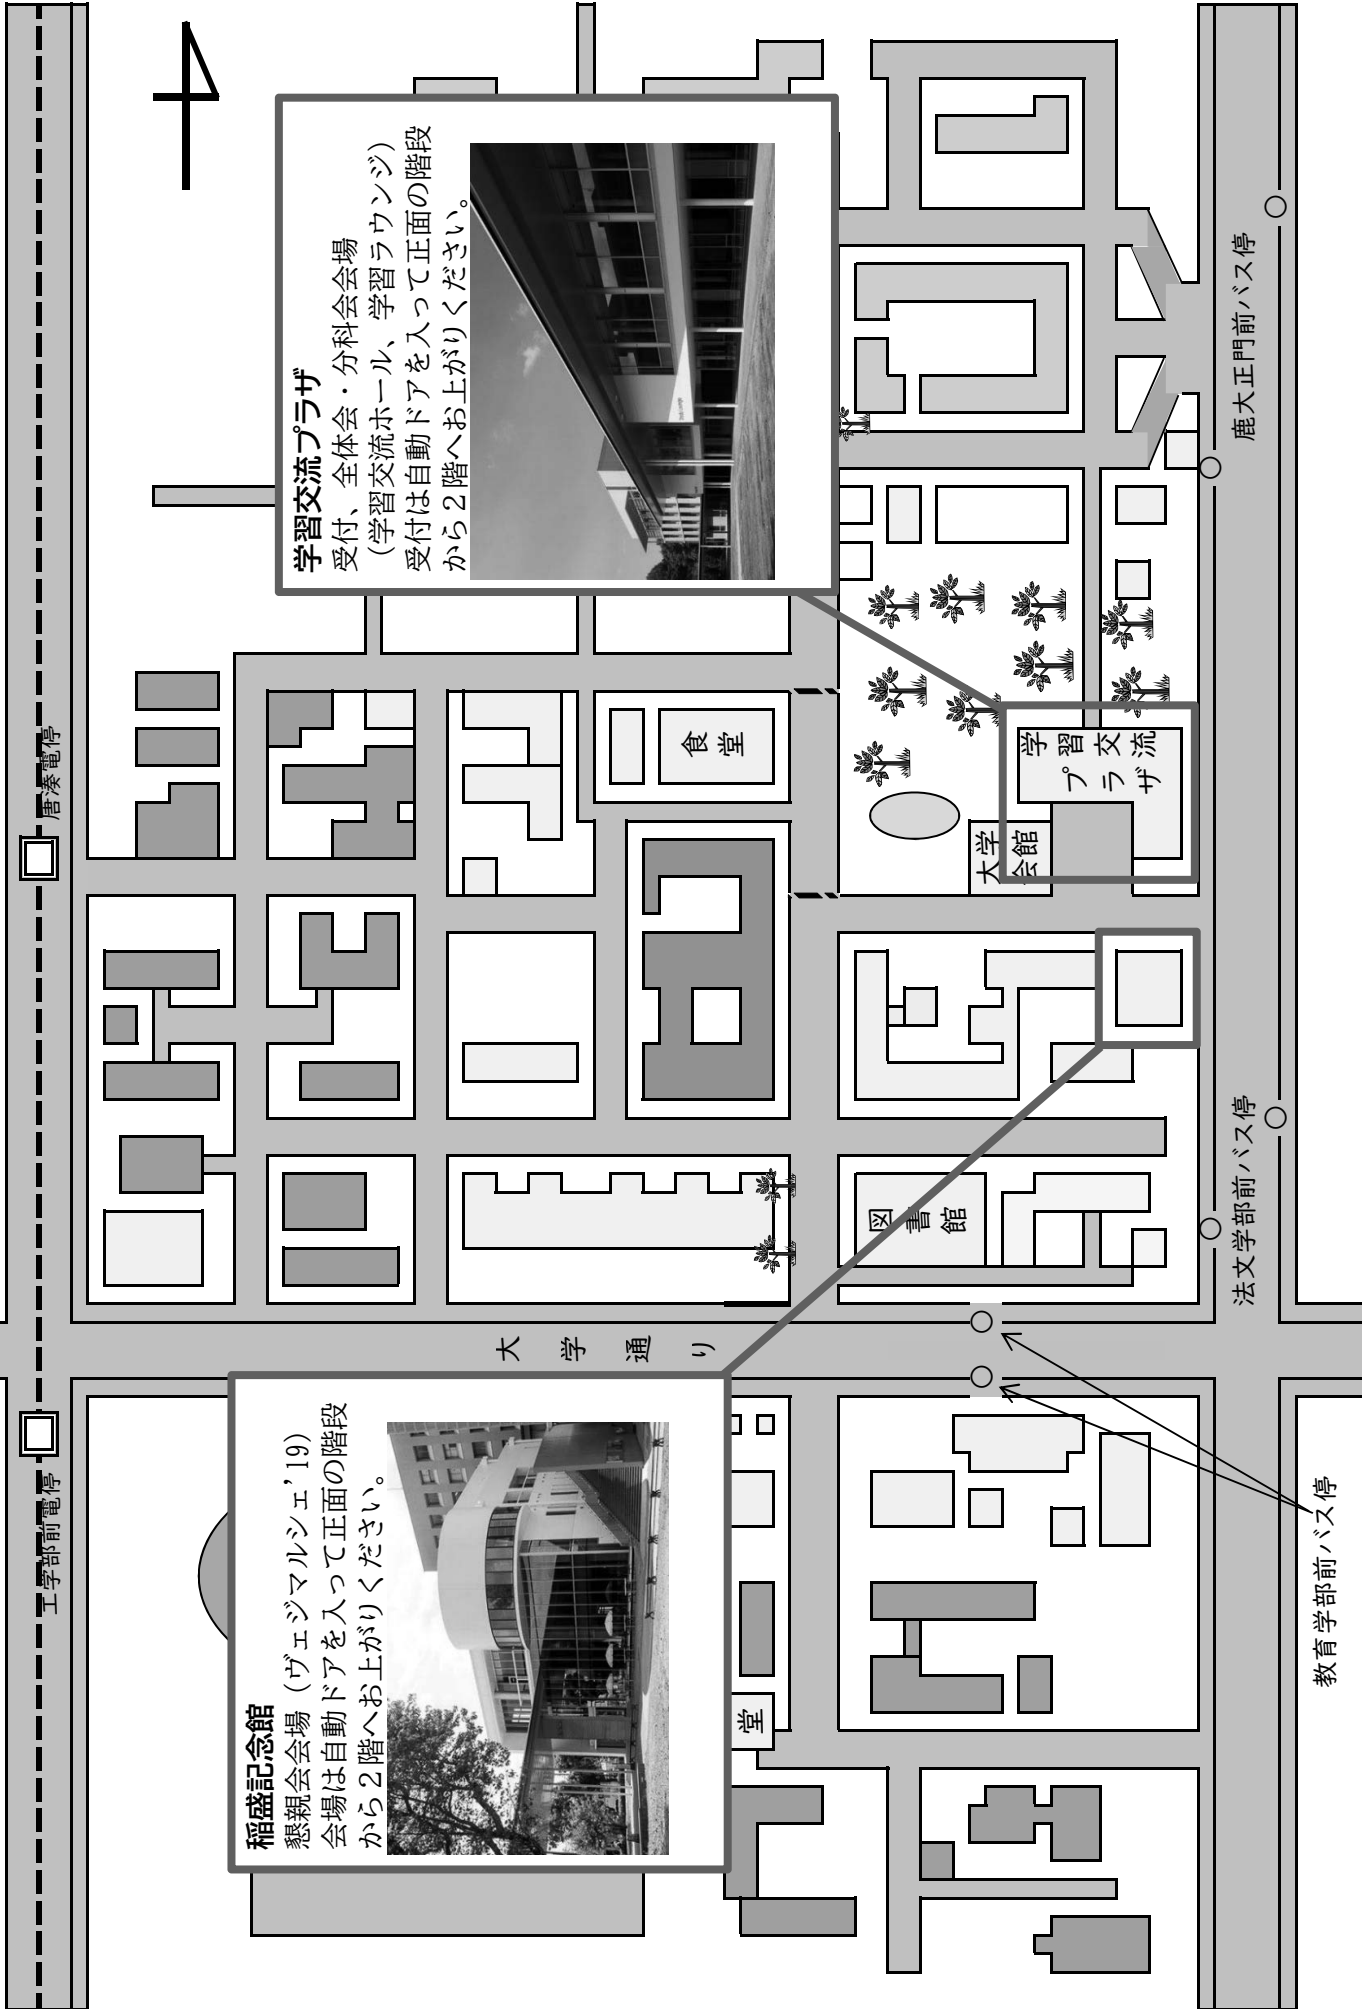 学習交流プラザ
受付、全体会・分科会会場
（学習交流ホール、学習ラウンジ）
受付は自動ドアを入って正面の階段
から２階へお上がりください。
稲盛記念館
懇親会会場（ヴェジマルシェ’19）
会場は自動ドアを入って正面の階段
から２階へお上がりください。
唐湊電停
工学部前電停
食堂
学習
プラ交
ザ流
大学
会館
図書館
大学通り
堂
鹿大正門前バス停
法文学部前バス停
教育学部前バス停